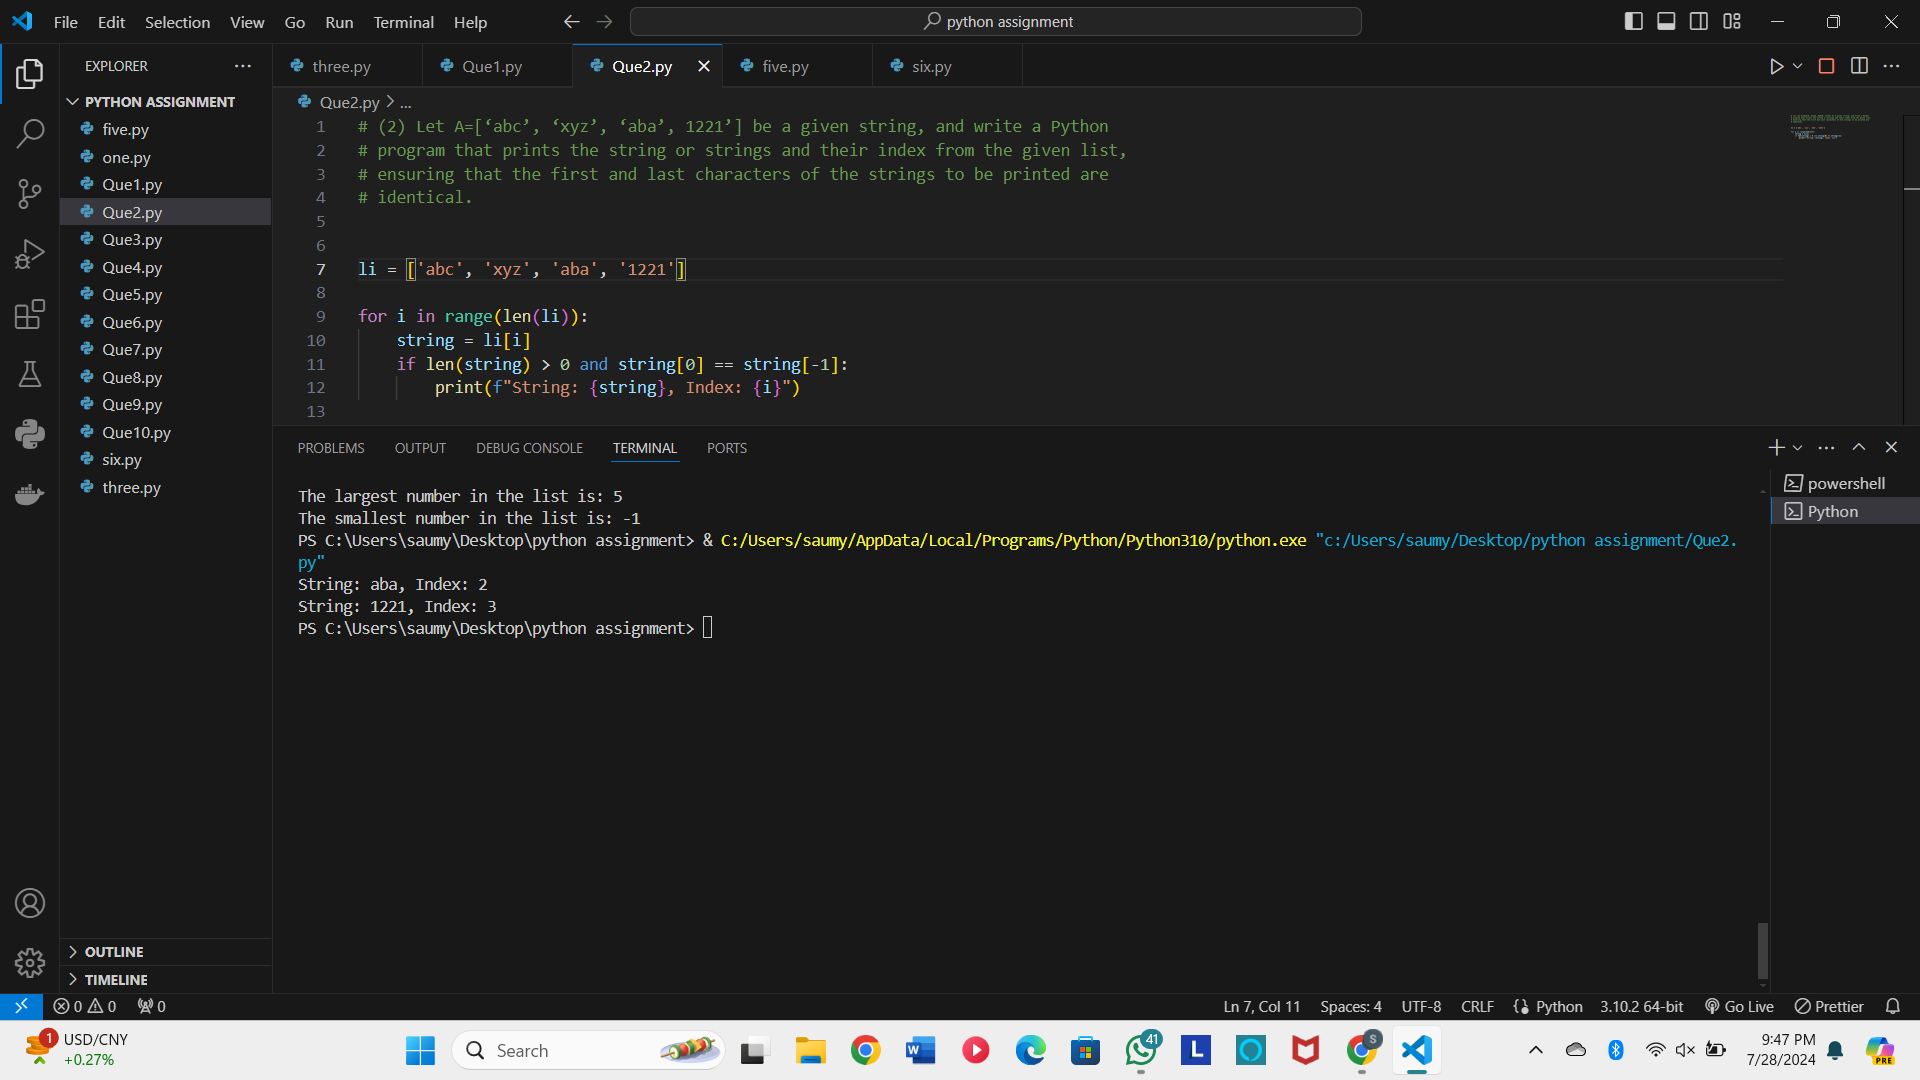 File Edit Selection View Go Run Terminal Help
python assignment
EXPLORER
three.py
Que1.py
Que2.py
five.py
six.py
PYTHON ASSIGNMENT
five.py
one.py
Que1.py
Que2.py
Que3.py
Que4.py
Que5.py
Que6.py
Que7.py
Que8.py
Que9.py
Que10.py
six.py
three.py
OUTLINE
TIMELINE
Que2.py > ...
1 # (2) Let A=[‘abc’, ‘xyz’, ‘aba’, 1221’] be a given string, and write a Python
2 # program that prints the string or strings and their index from the given list,
3 # ensuring that the first and last characters of the strings to be printed are
4 # identical.
5
6
7 li = ['abc', 'xyz', 'aba', '1221']
8
9 for i in range(len(li)):
10 string = li[i]
11 if len(string) > 0 and string[0] == string[-1]:
12 print(f"String: {string}, Index: {i}")
13
PROBLEMS OUTPUT DEBUG CONSOLE TERMINAL PORTS
The largest number in the list is: 5
The smallest number in the list is: -1
PS C:\Users\saumy\Desktop\python assignment> & C:/Users/saumy/AppData/Local/Programs/Python/Python310/python.exe "c:/Users/saumy/Desktop/python assignment/Que2.
py"
String: aba, Index: 2
String: 1221, Index: 3
PS C:\Users\saumy\Desktop\python assignment>
powershell
Python
0 0 0
Ln 7, Col 11 Spaces: 4 UTF-8 CRLF Python 3.10.2 64-bit Go Live Prettier
1
USD/CNY
+0.27%
Search
W
41
L
S
9:47 PM
7/28/2024
PRE